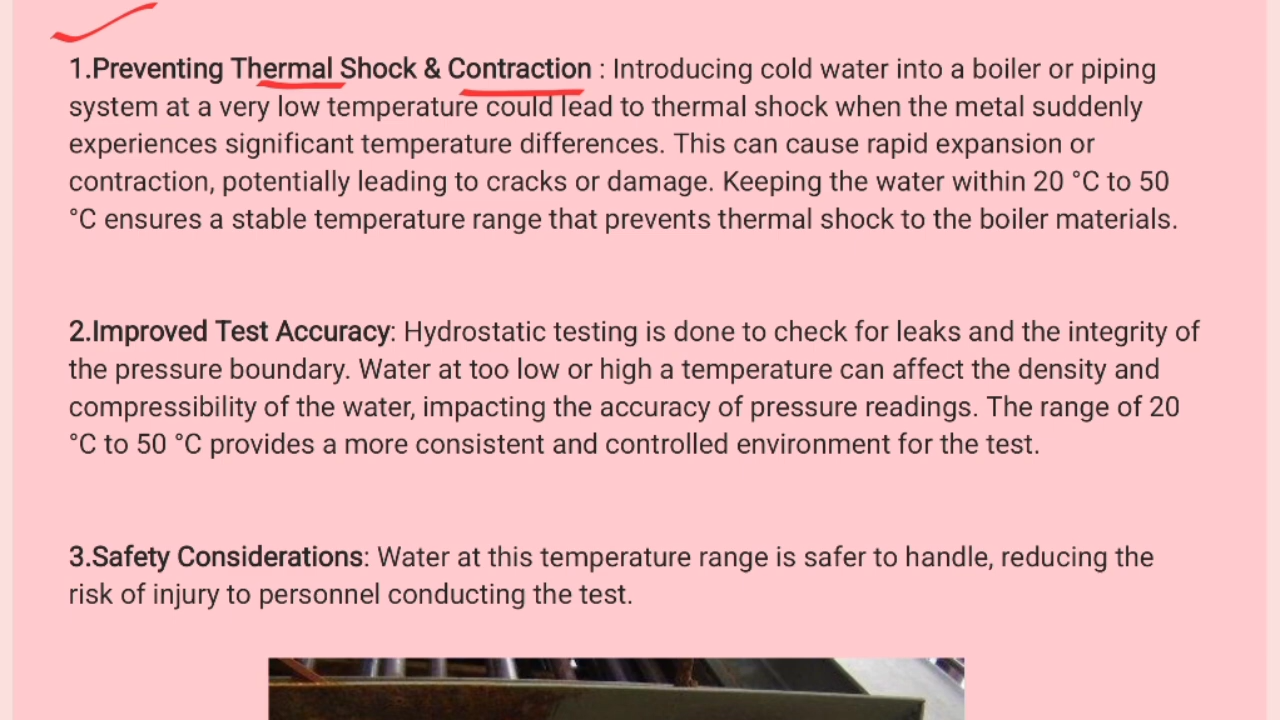 1.Preventing Thermal Shock & Contraction : Introducing cold water into a boiler or piping
system at a very low temperature could lead to thermal shock when the metal suddenly
experiences significant temperature differences. This can cause rapid expansion or
contraction, potentially leading to cracks or damage. Keeping the water within 20 °C to 50
°C ensures a stable temperature range that prevents thermal shock to the boiler materials.
2.Improved Test Accuracy: Hydrostatic testing is done to check for leaks and the integrity of
the pressure boundary. Water at too low or high a temperature can affect the density and
compressibility of the water, impacting the accuracy of pressure readings. The range of 20
°C to 50 °C provides a more consistent and controlled environment for the test.
3.Safety Considerations: Water at this temperature range is safer to handle, reducing the
risk of injury to personnel conducting the test.